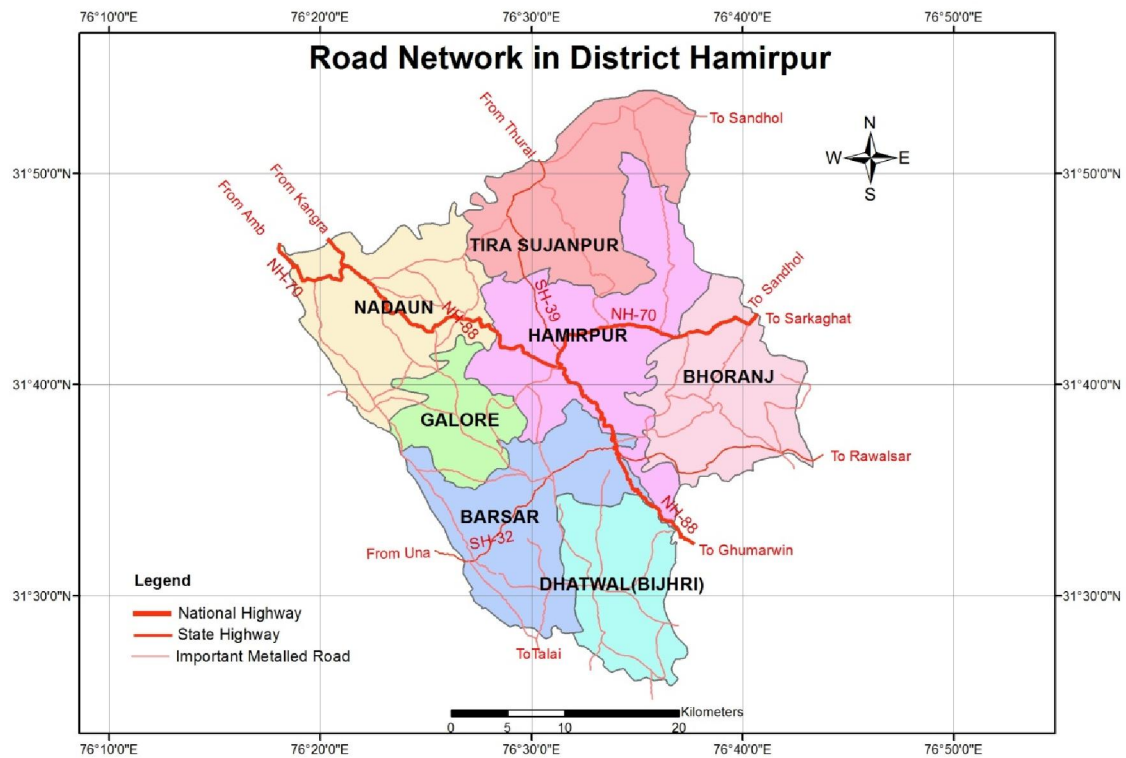 76°10'0"E
76°20'0"E
76°30'0"E
76°40'0"E
76°50'0"E
Road Network in District Hamirpur
From Thural
To Sandhol
N
W
E
S
31°50'0"N
31°50'0"N
From Kangra
From Amb
TIRA SUJANPUR
NH-70
To Sandhol
SH-39
NADAUN
NH-88
NH-70
To Sarkaghat
HAMIRPUR
BHORANJ
31°40'0"N
31°40'0"N
GALORE
To Rawalsar
BARSAR
NH-88
SH-32
From Una
To Ghumarwin
DHATWAL(BIJHRI)
Legend
31°30'0"N
31°30'0"N
National Highway
State Highway
Important Metalled Road
ToTalai
Kilometers
0
5
10
20
76°10'0"E
76°20'0"E
76°30'0"E
76°40'0"E
76°50'0"E